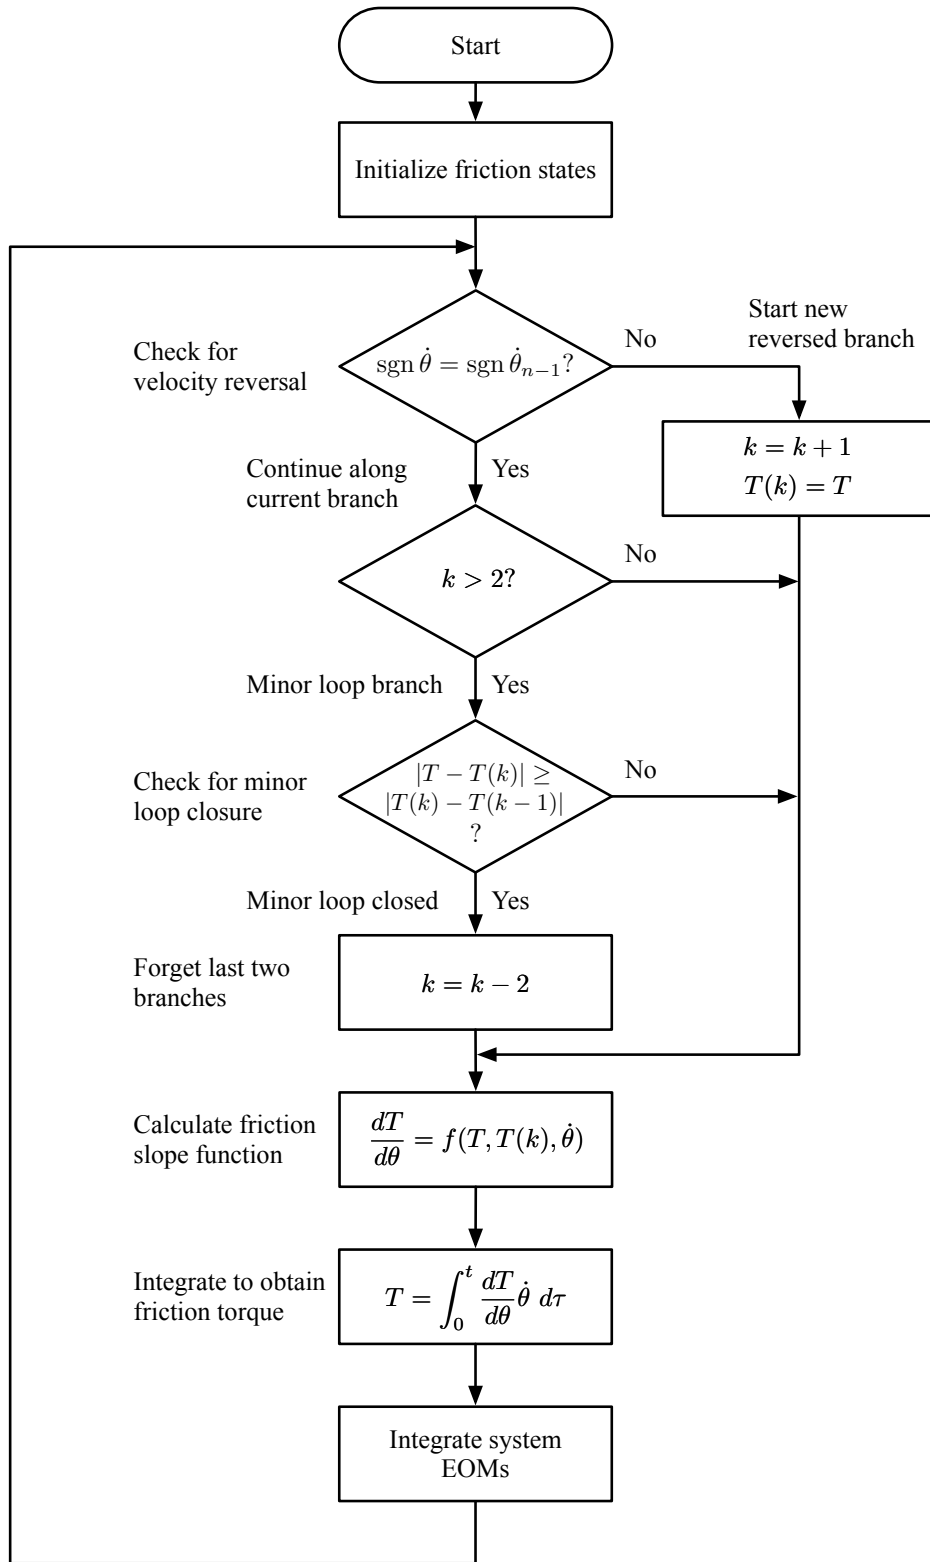 Start
Initialize friction states
Check for
velocity reversal
sgn θ̇ = sgn θ̇ₙ₋₁?
No
Start new
reversed branch
k = k + 1
T(k) = T
Continue along
current branch
Yes
k > 2?
No
Minor loop branch
Yes
Check for minor
loop closure
|T − T(k)| ≥
|T(k) − T(k − 1)|
?
No
Minor loop closed
Yes
Forget last two
branches
k = k − 2
Calculate friction
slope function
dT/dθ = f(T, T(k), θ̇)
Integrate to obtain
friction torque
T = ∫₀ᵗ dT/dθ θ̇ dτ
Integrate system
EOMs